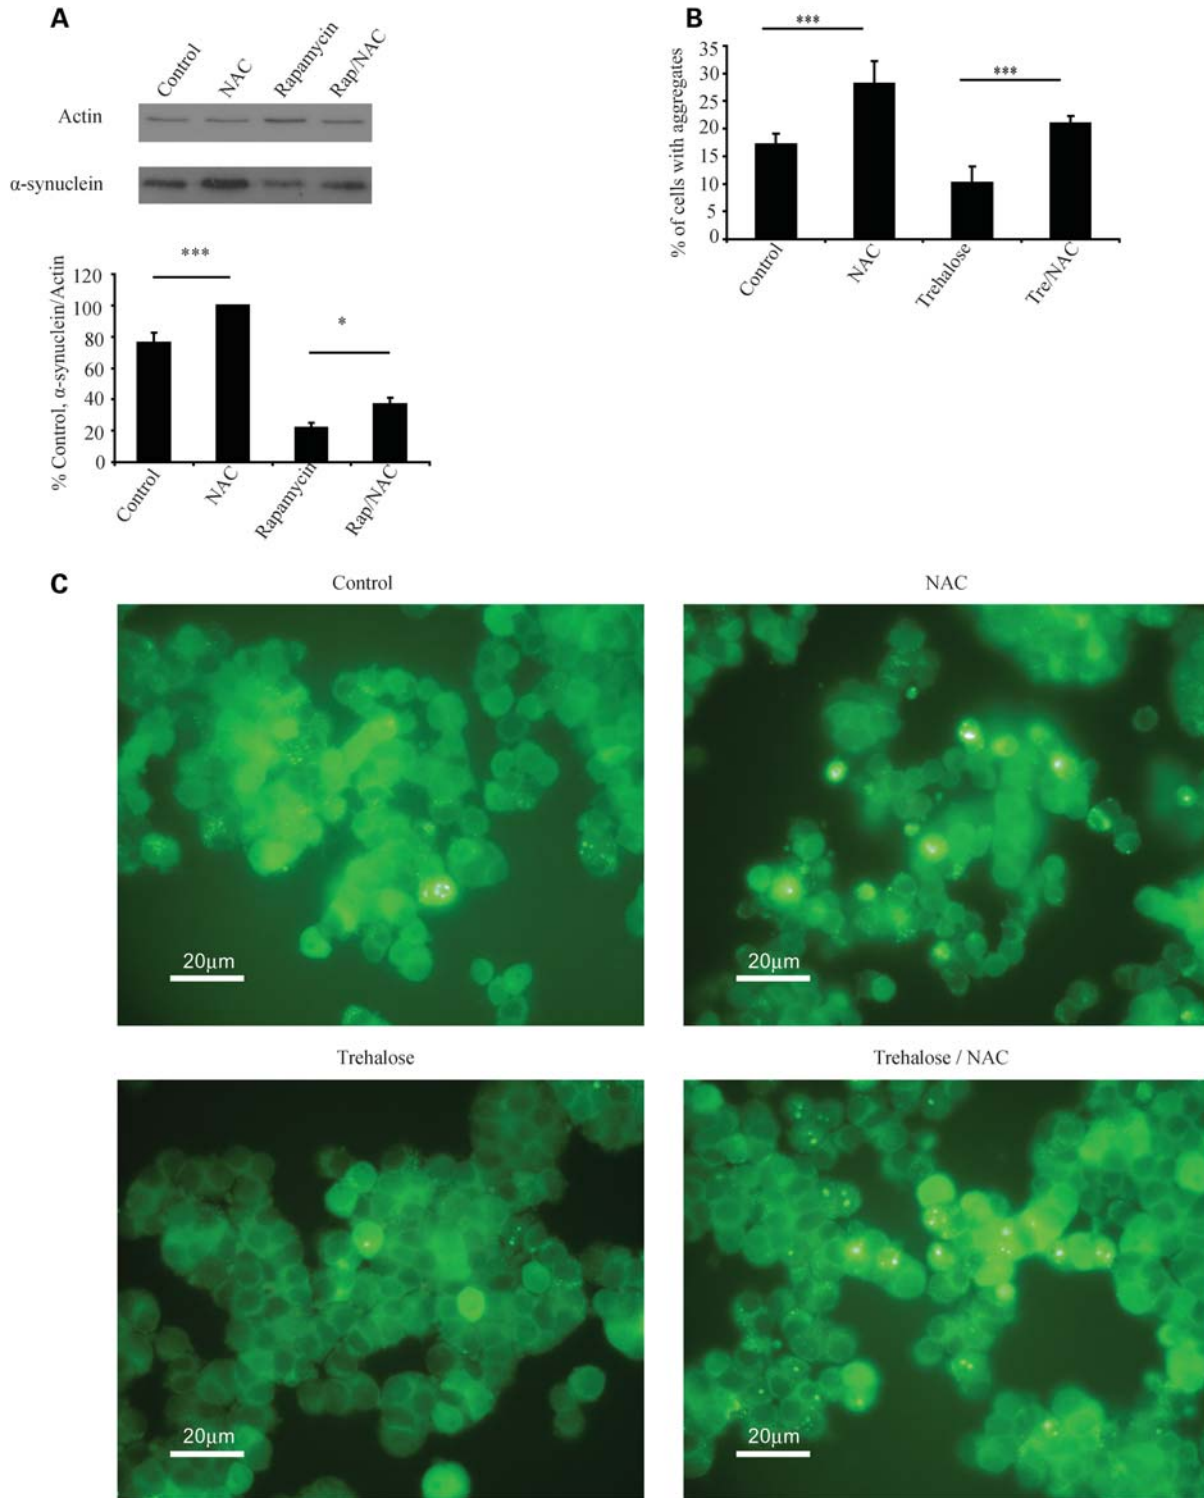 A
Control
NAC
Rapamycin
Rap/NAC
Actin
α-synuclein
***
*
% Control, α-synuclein/Actin
120
100
80
60
40
20
0
Control
NAC
Rapamycin
Rap/NAC
B
***
***
% of cells with aggregates
35
30
25
20
15
10
5
0
Control
NAC
Trehalose
Tre/NAC
C
Control
NAC
20μm
20μm
Trehalose
Trehalose / NAC
20μm
20μm